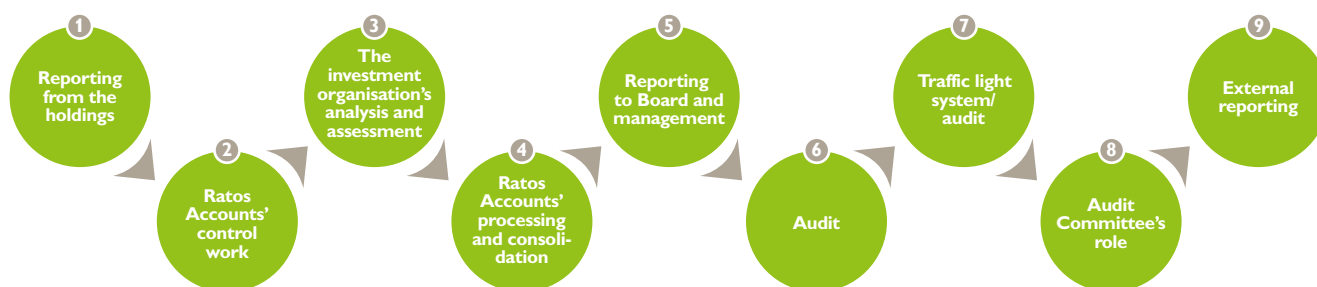 1
Reporting
from the
holdings
2
Ratos
Accounts'
control
work
3
The
investment
organisation's
analysis and
assessment
4
Ratos
Accounts'
processing
and consoli-
dation
5
Reporting
to Board and
management
6
Audit
7
Traffic light
system/
audit
8
Audit
Committee's
role
9
External
reporting